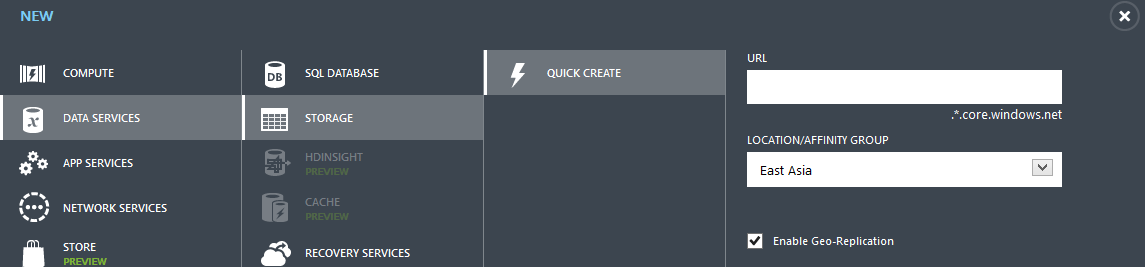 NEW
COMPUTE
DATA SERVICES
APP SERVICES
NETWORK SERVICES
STORE
PREVIEW
DB
SQL DATABASE
STORAGE
HDINSIGHT
PREVIEW
CACHE
PREVIEW
RECOVERY SERVICES
QUICK CREATE
URL
.*.core.windows.net
LOCATION/AFFINITY GROUP
East Asia
Enable Geo-Replication